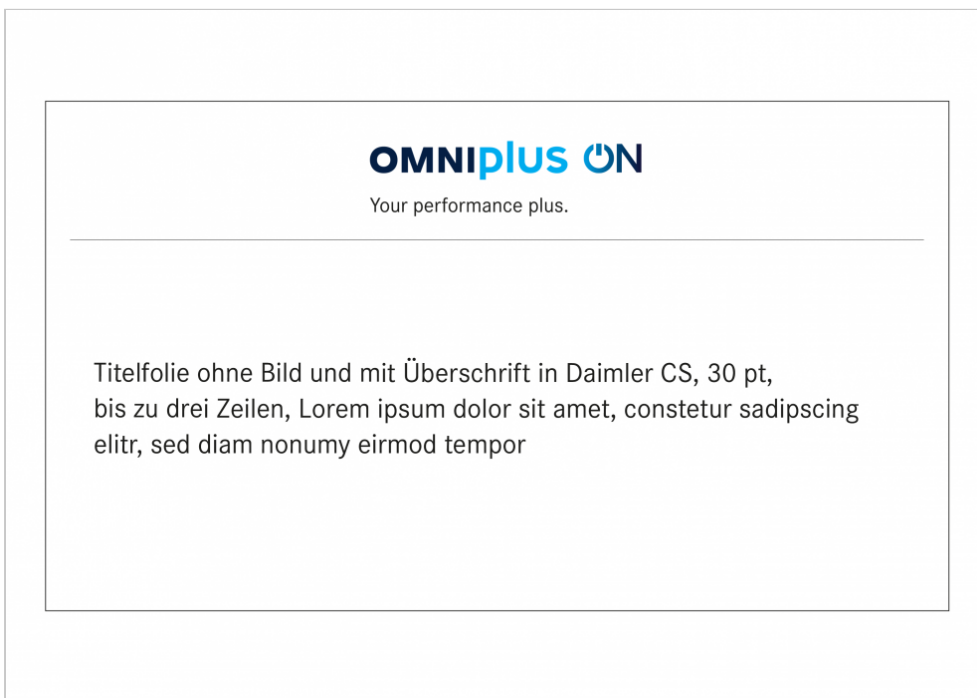 OMNIplus ON
Your performance plus.
Titelfolie ohne Bild und mit Überschrift in Daimler CS, 30 pt,
bis zu drei Zeilen, Lorem ipsum dolor sit amet, constetur sadipscing
elitr, sed diam nonumy eirmod tempor